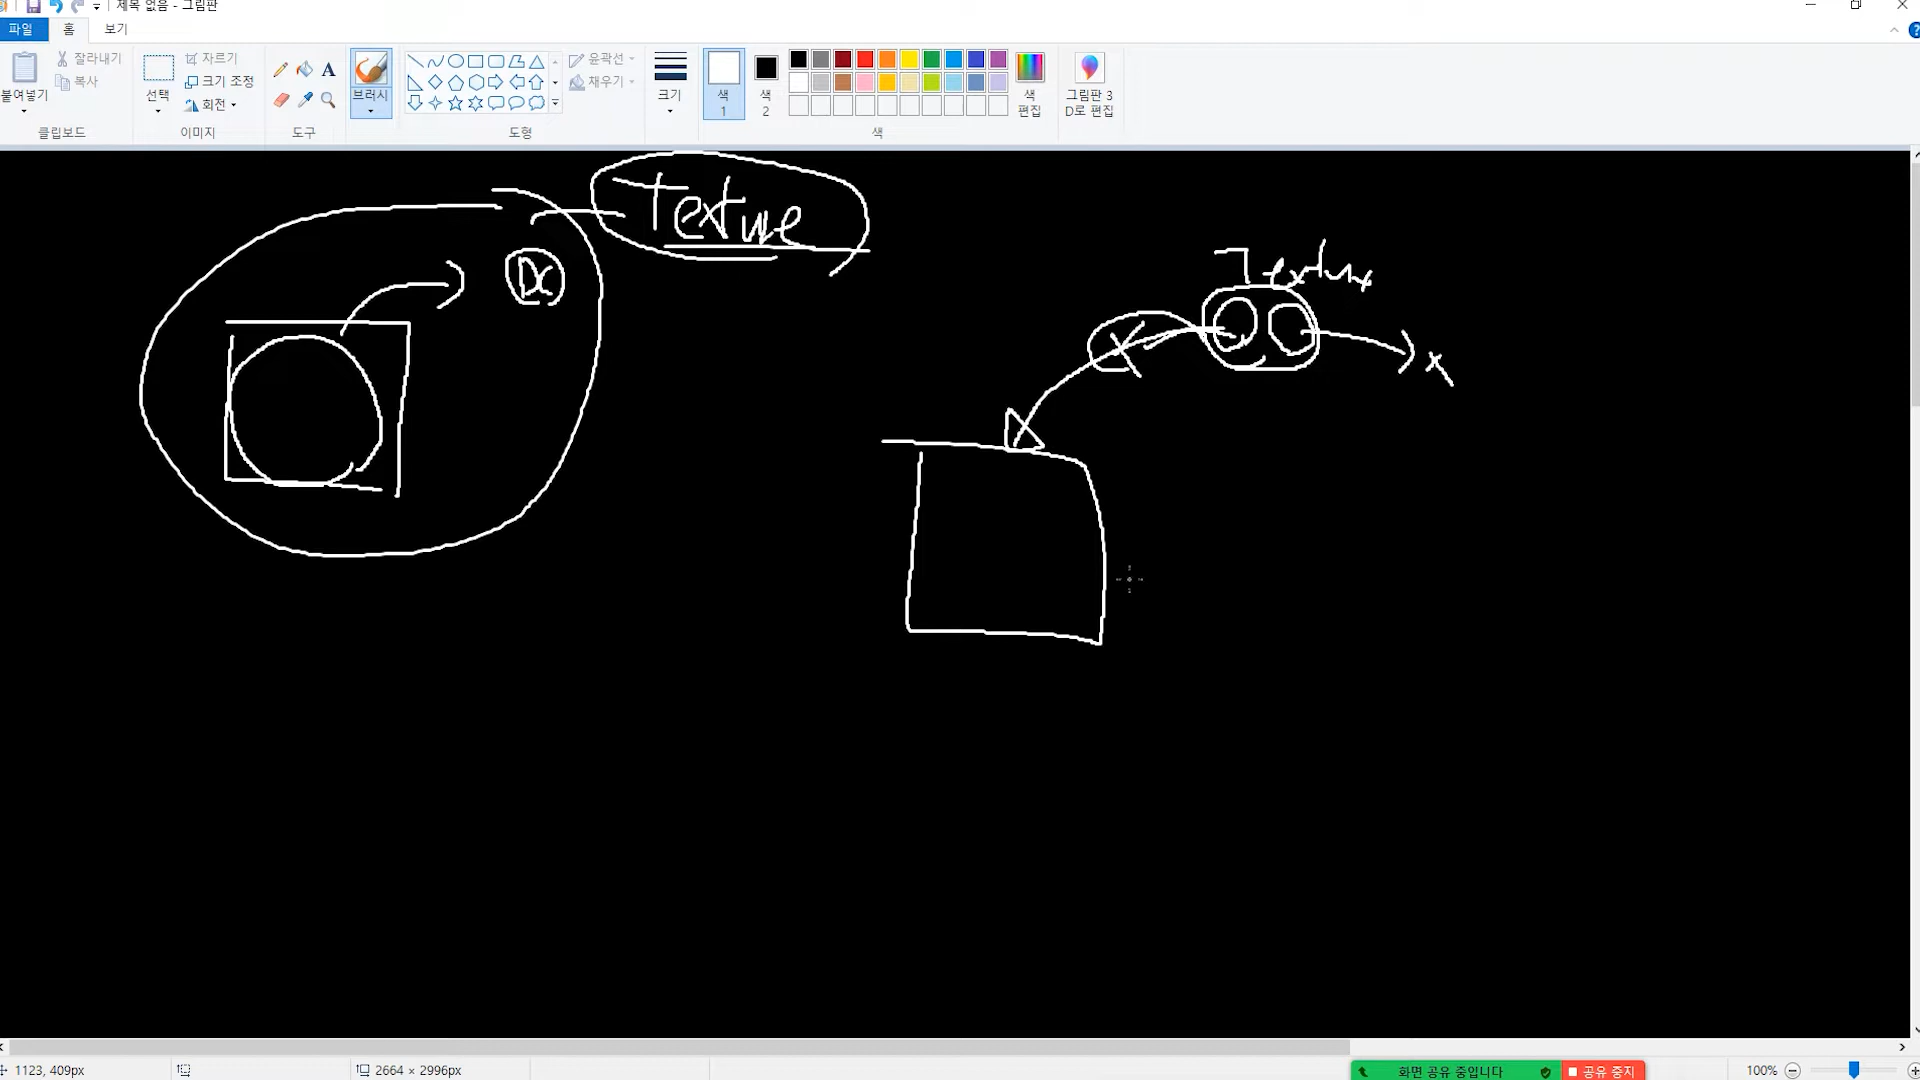 제목 없음 - 그림판
파일 홈 보기
붙여넣기
잘라내기
복사
클립보드
선택
자르기
크기 조정
회전
이미지
A
도구
브러시
윤곽선
채우기
도형
크기
색
1
색
2
색
편집
색
그림판 3
D로 편집
Texture
DC
Texture
X
x
1123, 409px
2664 × 2996px
화면 공유 중입니다
공유 중지
100%